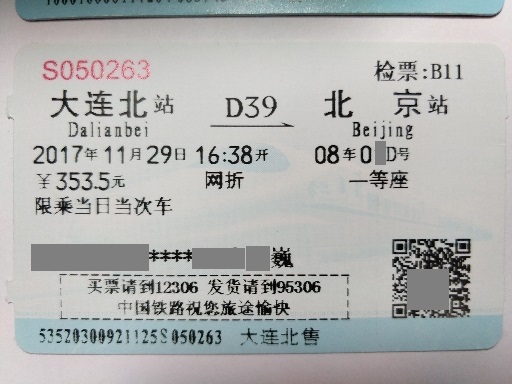 S050263 检票:B11
大连北站 D39 北京站
Dalianbei Beijing
2017年11月29日16:38开 08车0 D号
￥353.5元 网折 一等座
限乘当日当次车
**** 巍
买票请到12306 发货请到95306
中国铁路祝您旅途愉快
53520300921125S050263 大连北售